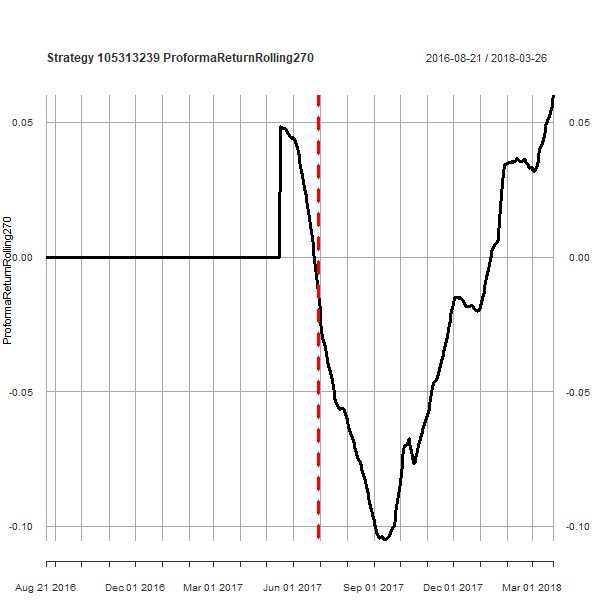 Strategy 105313239 ProformaReturnRolling270
2016-08-21 / 2018-03-26
0.05
0.05
0.00
0.00
-0.05
-0.05
-0.10
-0.10
ProformaReturnRolling270
Aug 21 2016
Dec 01 2016
Mar 01 2017
Jun 01 2017
Sep 01 2017
Dec 01 2017
Mar 01 2018